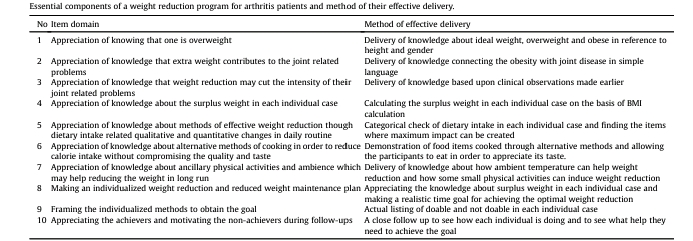 Essential components of a weight reduction program for arthritis patients and method of their effective delivery.
No Item domain Method of effective delivery
1 Appreciation of knowing that one is overweight Delivery of knowledge about ideal weight, overweight and obese in reference to
height and gender
2 Appreciation of knowledge that extra weight contributes to the joint related Delivery of knowledge connecting the obesity with joint disease in simple
problems language
3 Appreciation of knowledge that weight reduction may cut the intensity of their Delivery of knowledge based upon clinical observations made earlier
joint related problems
4 Appreciation of knowledge about the surplus weight in each individual case Calculating the surplus weight in each individual case on the basis of BMI
calculation
5 Appreciation of knowledge about methods of effective weight reduction though Categorical check of dietary intake in each individual case and finding the items
dietary intake related qualitative and quantitative changes in daily routine where maximum impact can be created
6 Appreciation of knowledge about alternative methods of cooking in order to reduce Demonstration of food items cooked through alternative methods and allowing
calorie intake without compromising the quality and taste the participants to eat in order to appreciate its taste.
7 Appreciation of knowledge about ancillary physical activities and ambience which Delivery of knowledge about how ambient temperature can help weight
may help reducing the weight in long run reduction and how some small physical activities can induce weight reduction
8 Making an individualized weight reduction and reduced weight maintenance plan Appreciating the knowledge about surplus weight in each individual case and
making a realistic time goal for achieving the optimal weight reduction
9 Framing the individualized methods to obtain the goal Actual listing of doable and not doable in each individual case
10 Appreciating the achievers and motivating the non-achievers during follow-ups A close follow up to see how each individual is doing and to see what help they
need to achieve the goal